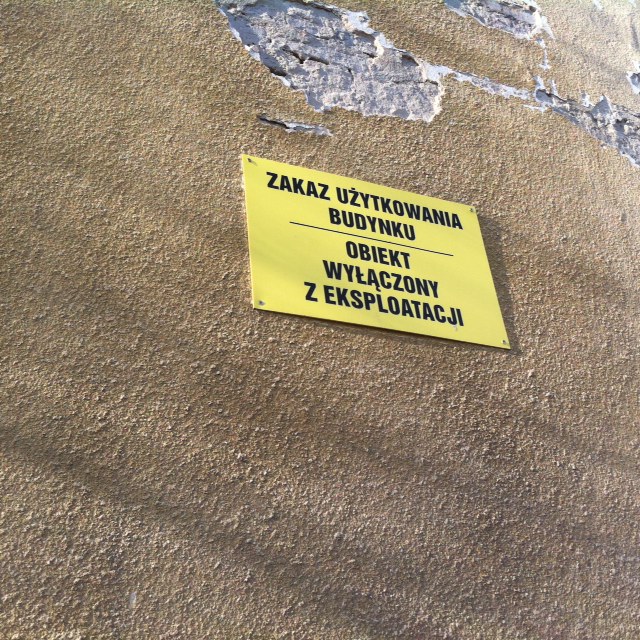 ZAKAZ UŻYTKOWANIA
BUDYNKU
OBIEKT
WYŁĄCZONY
Z EKSPLOATACJI